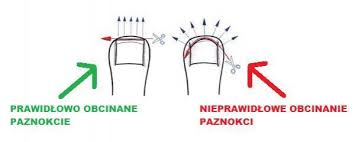 PRAWIDŁOWO OBCINANE
PAZNOKCIE
NIEPRAWIDŁOWE OBCINANIE
PAZNOKCI